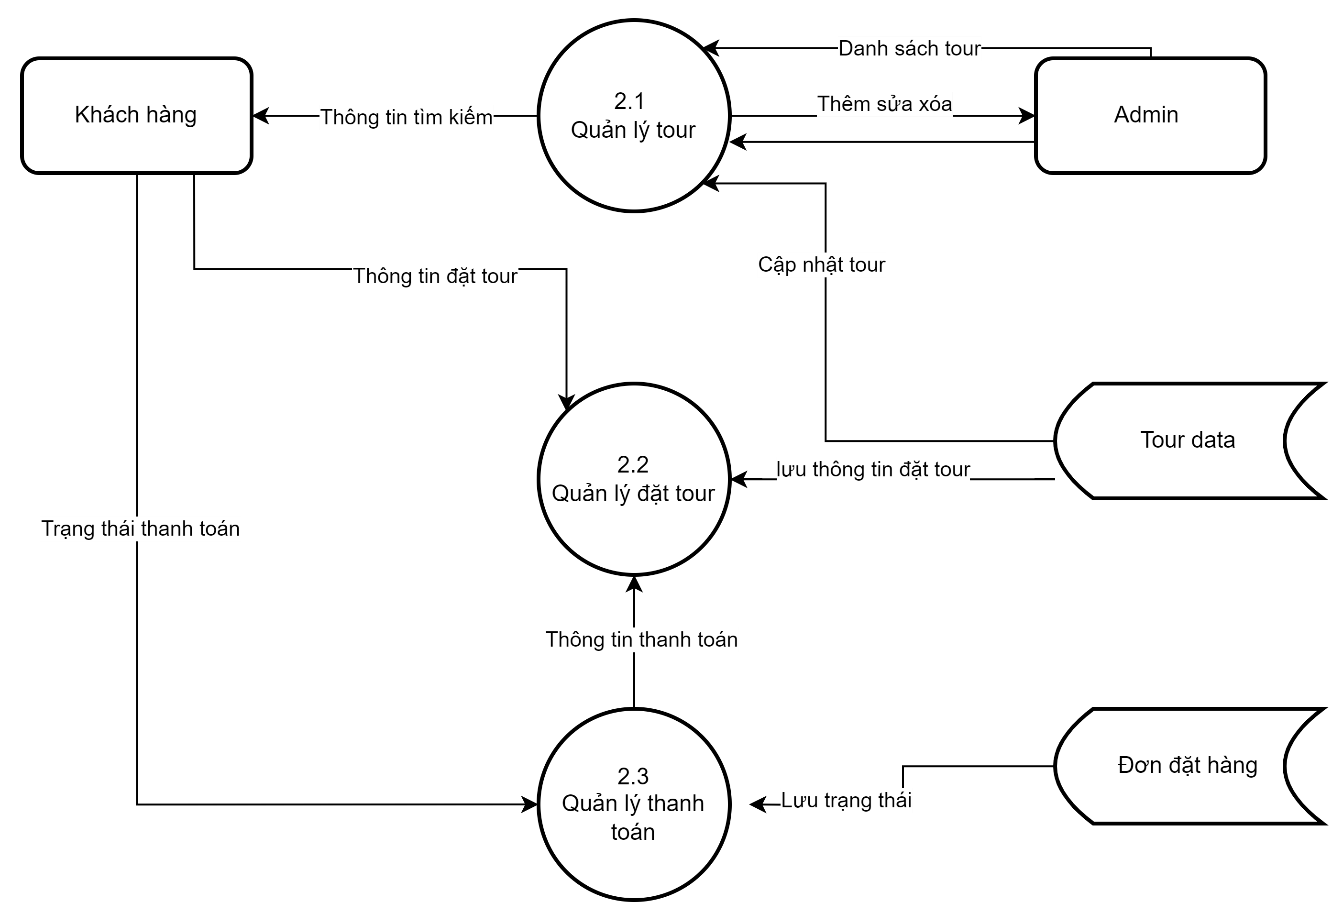 Danh sách tour
2.1
Quản lý tour
Khách hàng
Thông tin tìm kiếm
Thêm sửa xóa
Admin
Cập nhật tour
Thông tin đặt tour
Tour data
2.2
Quản lý đặt tour
lưu thông tin đặt tour
Trạng thái thanh toán
Thông tin thanh toán
2.3
Quản lý thanh
toán
Lưu trạng thái
Đơn đặt hàng